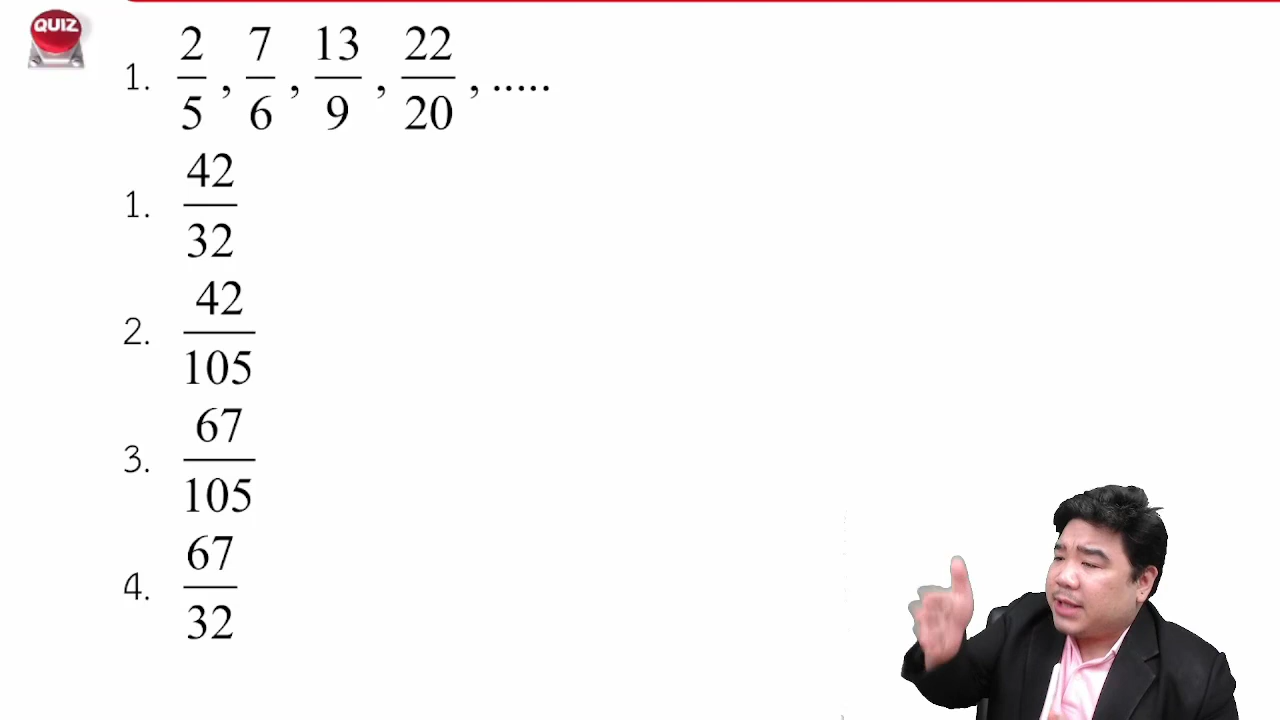 QUIZ
1. 2/5 , 7/6 , 13/9 , 22/20 , .....
1. 42/32
2. 42/105
3. 67/105
4. 67/32